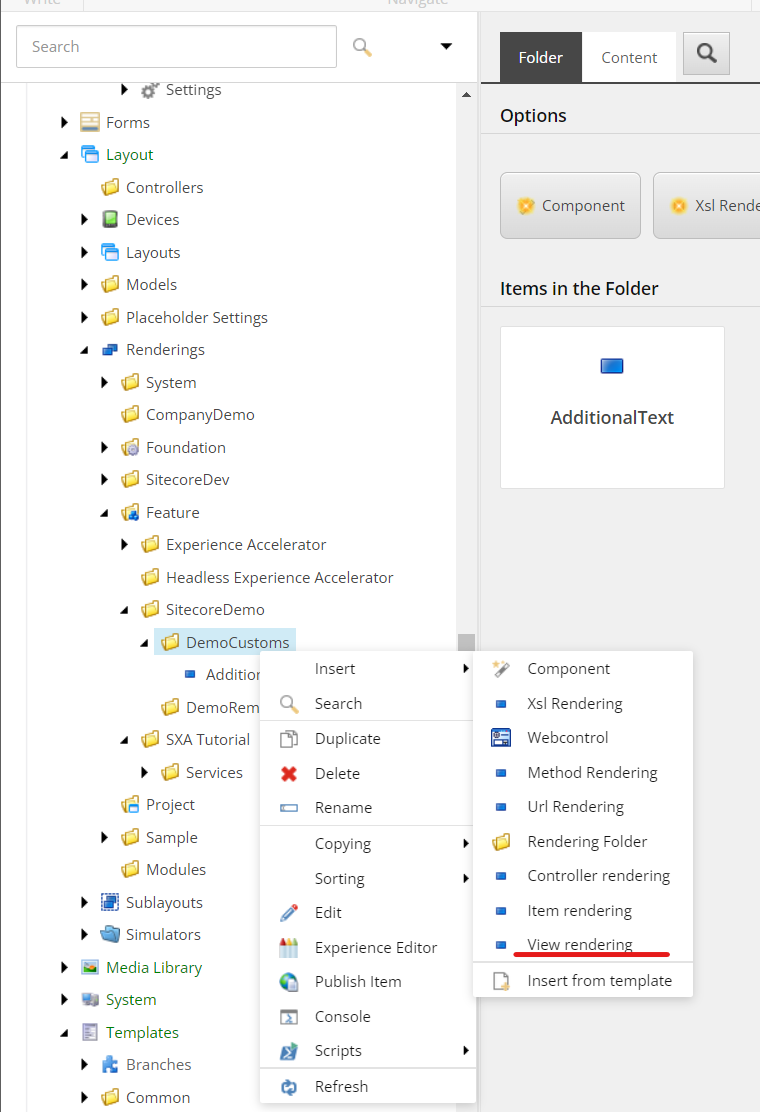 Write
Navigate
Search
Settings
Forms
Layout
Controllers
Devices
Layouts
Models
Placeholder Settings
Renderings
System
CompanyDemo
Foundation
SitecoreDev
Feature
Experience Accelerator
Headless Experience Accelerator
SitecoreDemo
DemoCustoms
Addition
DemoRem
SXA Tutorial
Services
Project
Sample
Modules
Sublayouts
Simulators
Media Library
System
Templates
Branches
Common
Insert
Search
Duplicate
Delete
Rename
Copying
Sorting
Edit
Experience Editor
Publish Item
Console
Scripts
Refresh
Component
Xsl Rendering
Webcontrol
Method Rendering
Url Rendering
Rendering Folder
Controller rendering
Item rendering
View rendering
Insert from template
Folder
Content
Options
Component
Xsl Rende
Items in the Folder
AdditionalText